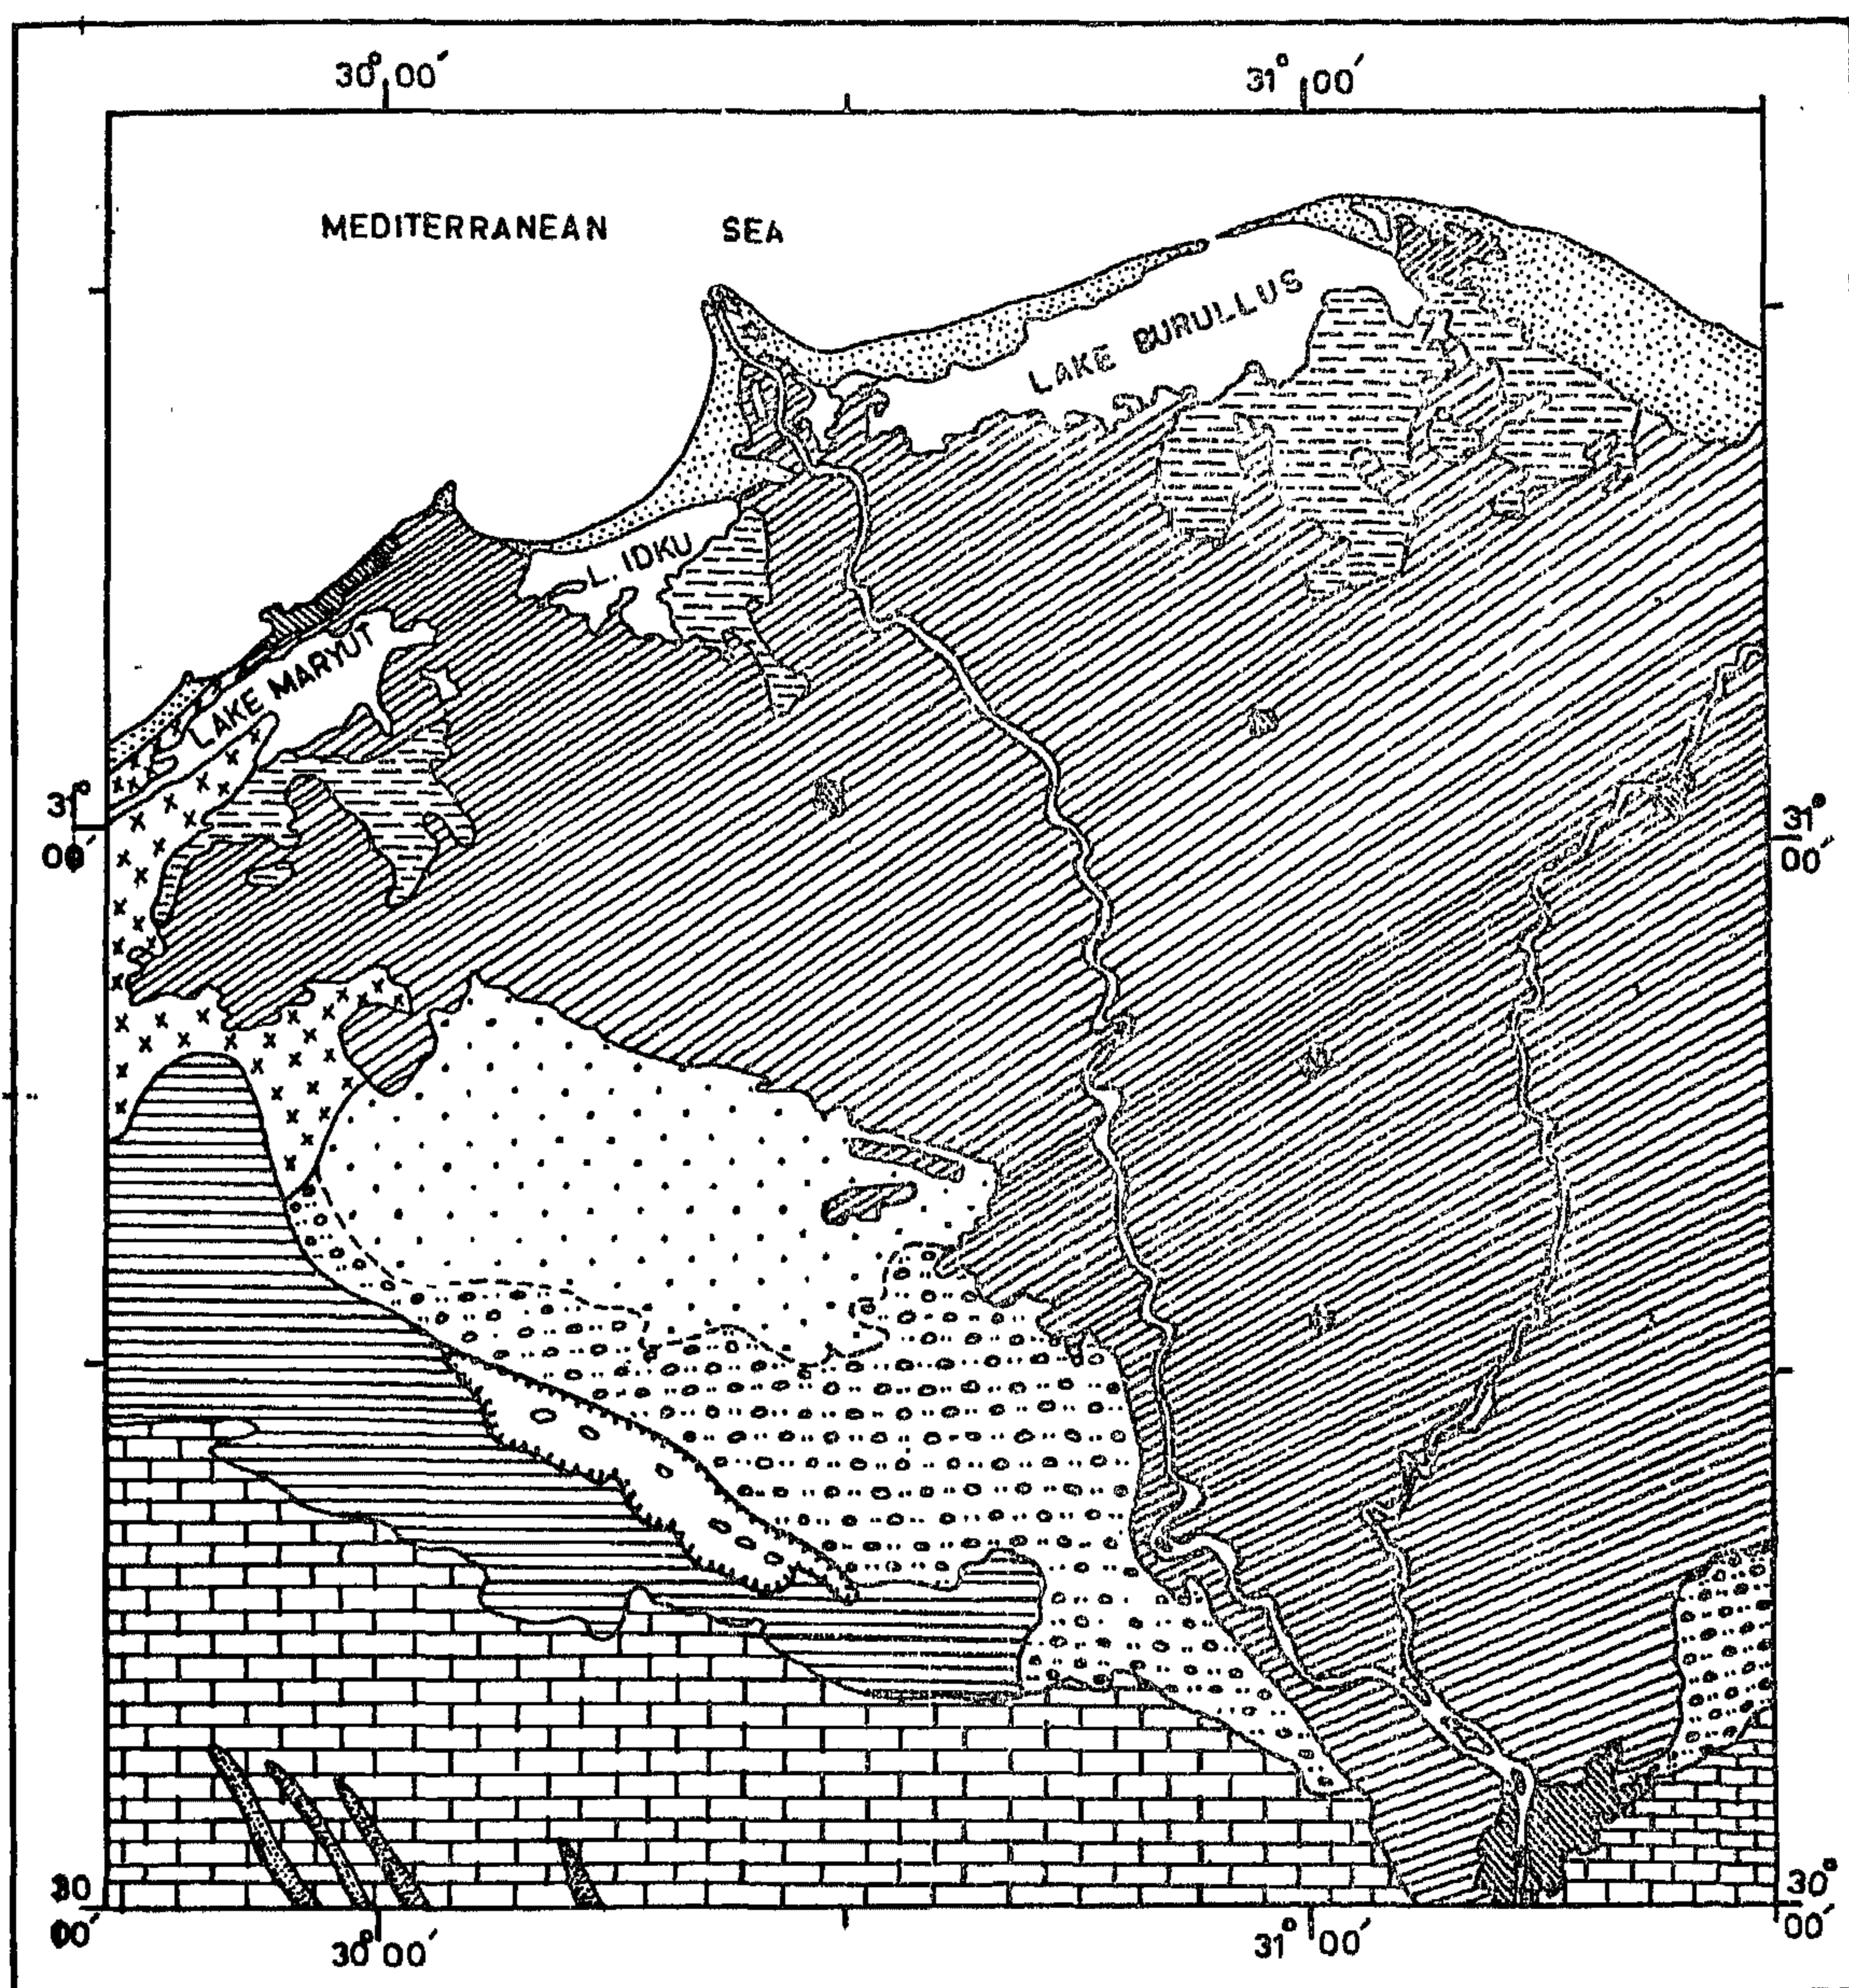 30° 00′ 31° 00′
MEDITERRANEAN SEA
LAKE BURULLUS
L. IDKU
LAKE MARYUT
31° 00′
31° 00′
30 00′
30° 00′
30° 00′ 31° 00′